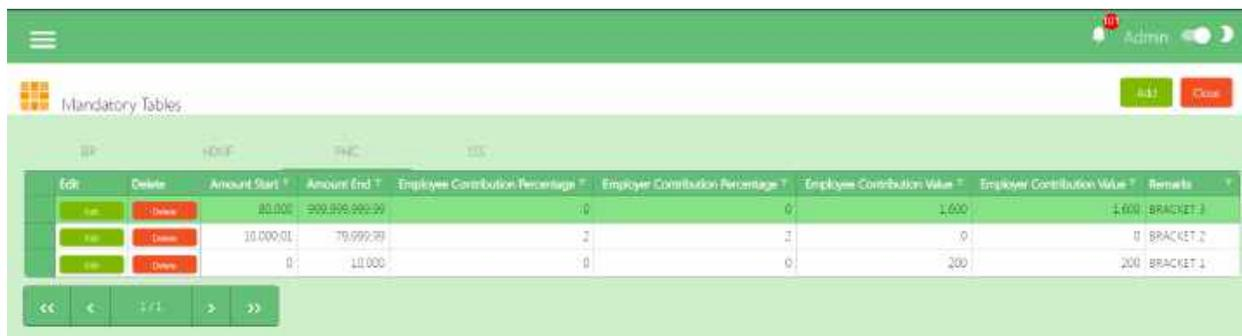 101
Admin
Mandatory Tables
Add Close
BIR HDMF PHIC SSS
Edit Delete Amount Start Amount End Employee Contribution Percentage Employer Contribution Percentage Employee Contribution Value Employer Contribution Value Remarks
Edit Delete 80,000 999,999,999.99 0 0 1,600 1,600 BRACKET 3
Edit Delete 10,000.01 79,999.99 2 2 0 0 BRACKET 2
Edit Delete 0 10,000 0 0 200 200 BRACKET 1
<< < 1 / 1 > >>